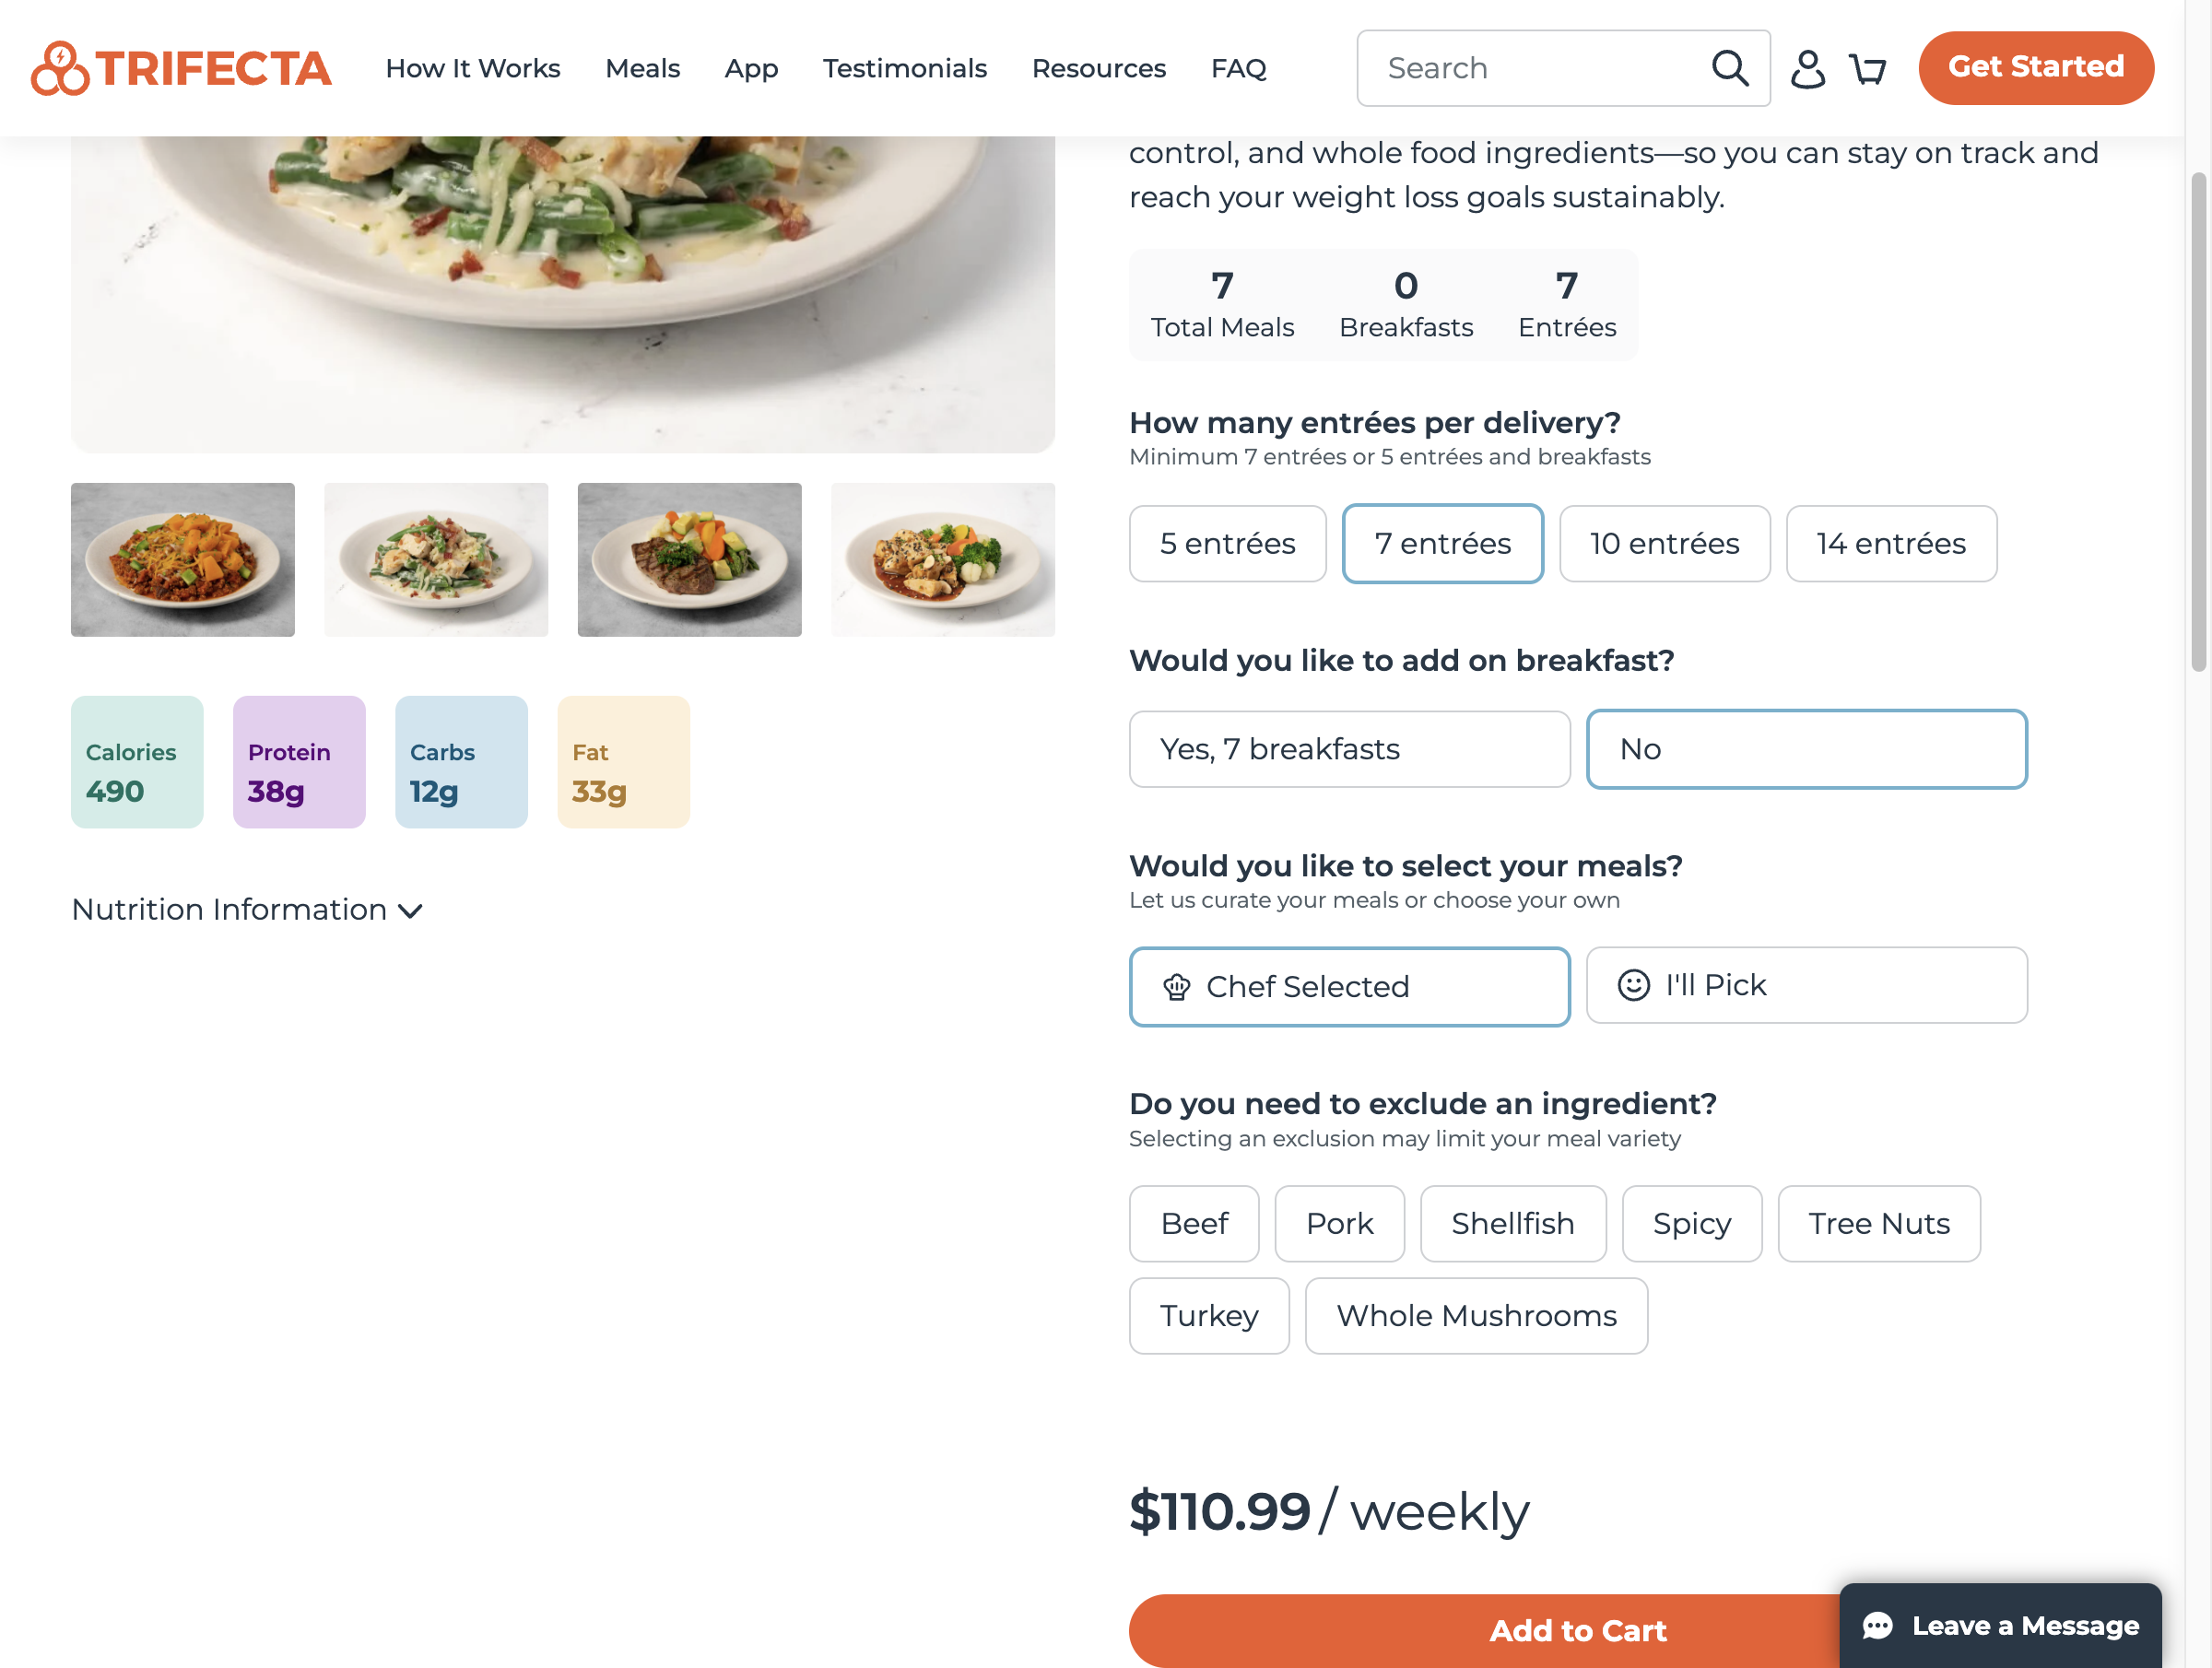 TRIFECTA
How It Works
Meals
App
Testimonials
Resources
FAQ
Search
Get Started
control, and whole food ingredients—so you can stay on track and
reach your weight loss goals sustainably.
7
Total Meals
0
Breakfasts
7
Entrées
How many entrées per delivery?
Minimum 7 entrées or 5 entrées and breakfasts
5 entrées
7 entrées
10 entrées
14 entrées
Would you like to add on breakfast?
Yes, 7 breakfasts
No
Would you like to select your meals?
Let us curate your meals or choose your own
Chef Selected
I'll Pick
Do you need to exclude an ingredient?
Selecting an exclusion may limit your meal variety
Beef
Pork
Shellfish
Spicy
Tree Nuts
Turkey
Whole Mushrooms
$110.99 / weekly
Add to Cart
Calories
490
Protein
38g
Carbs
12g
Fat
33g
Nutrition Information
Leave a Message